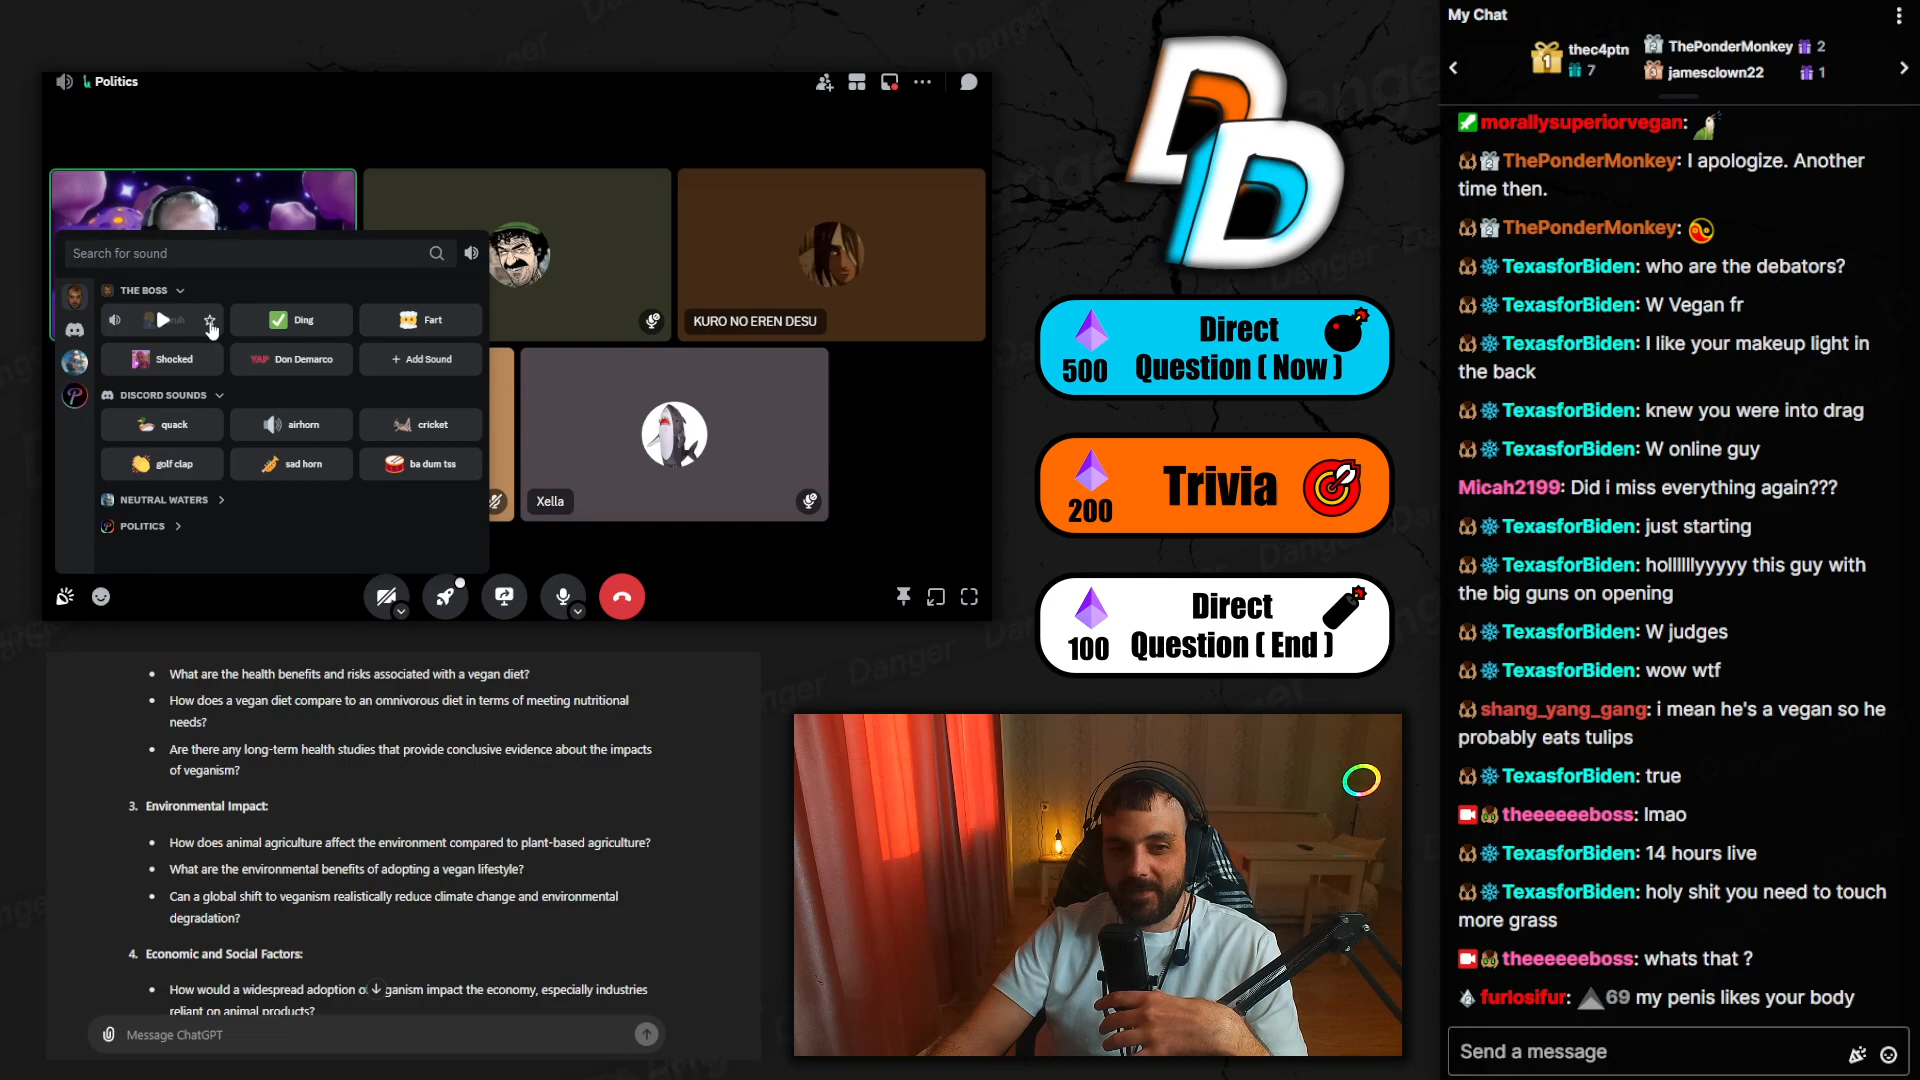 Politics
Search for sound
THE BOSS
Ding
Fart
Shocked
YAP Don Demarco
+ Add Sound
DISCORD SOUNDS
quack
airhorn
cricket
golf clap
sad horn
ba dum tss
NEUTRAL WATERS
POLITICS
KURO NO EREN DESU
Xella
• What are the health benefits and risks associated with a vegan diet?
• How does a vegan diet compare to an omnivorous diet in terms of meeting nutritional
needs?
• Are there any long-term health studies that provide conclusive evidence about the impacts
of veganism?
3. Environmental Impact:
• How does animal agriculture affect the environment compared to plant-based agriculture?
• What are the environmental benefits of adopting a vegan lifestyle?
• Can a global shift to veganism realistically reduce climate change and environmental
degradation?
4. Economic and Social Factors:
• How would a widespread adoption of veganism impact the economy, especially industries
reliant on animal products?
Message ChatGPT
DD
Direct
Question ( Now )
500
Trivia
200
Direct
Question ( End )
100
My Chat
1 thec4ptn
7
2 ThePonderMonkey 2
3 jamesclown22 1
morallysuperiorvegan:
ThePonderMonkey: I apologize. Another
time then.
ThePonderMonkey:
TexasforBiden: who are the debators?
TexasforBiden: W Vegan fr
TexasforBiden: I like your makeup light in
the back
TexasforBiden: knew you were into drag
TexasforBiden: W online guy
Micah2199: Did i miss everything again???
TexasforBiden: just starting
TexasforBiden: hollllllyyyyy this guy with
the big guns on opening
TexasforBiden: W judges
TexasforBiden: wow wtf
shang_yang_gang: i mean he's a vegan so he
probably eats tulips
TexasforBiden: true
theeeeeeboss: lmao
TexasforBiden: 14 hours live
TexasforBiden: holy shit you need to touch
more grass
theeeeeeboss: whats that ?
furiosifur: 69 my penis likes your body
Send a message